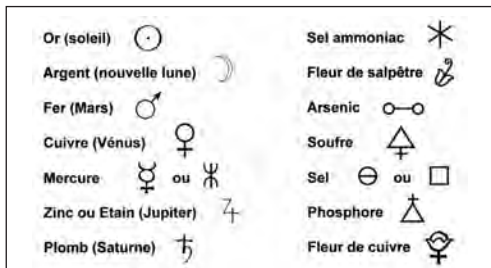 Or (soleil)
Argent (nouvelle lune)
Fer (Mars)
Cuivre (Vénus)
Mercure ou
Zinc ou Etain (Jupiter)
Plomb (Saturne)
Sel ammoniac
Fleur de salpêtre
Arsenic
Soufre
Sel ou
Phosphore
Fleur de cuivre